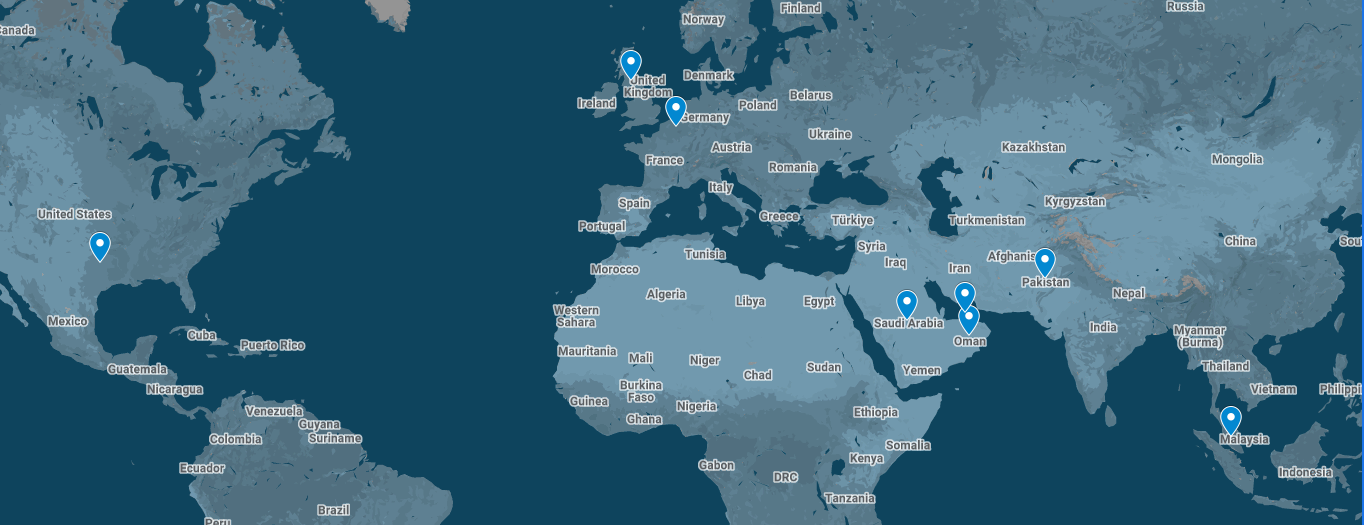 Canada
Norway
Finland
Russia
United
Kingdom
Denmark
Ireland
Belarus
Poland
Germany
Ukraine
Austria
Kazakhstan
France
Mongolia
Romania
Italy
Kyrgyzstan
Spain
United States
Greece
Türkiye
Turkmenistan
Portugal
China
Sou
Syria
Tunisia
Afghanis
Iraq
Iran
Morocco
Pakistan
Algeria
Libya
Egypt
Nepal
Western
Sahara
Mexico
Saudi Arabia
India
Myanmar
(Burma)
Cuba
Puerto Rico
Oman
Mauritania
Mali
Niger
Sudan
Thailand
Guatemala
Yemen
Chad
Burkina
Faso
Nicaragua
Vietnam
Philippi
Guinea
Nigeria
Venezuela
Ethiopia
Ghana
Guyana
Colombia
Suriname
Malaysia
Somalia
Kenya
Ecuador
Gabon
DRC
Indonesia
Tanzania
Brazil
Peru